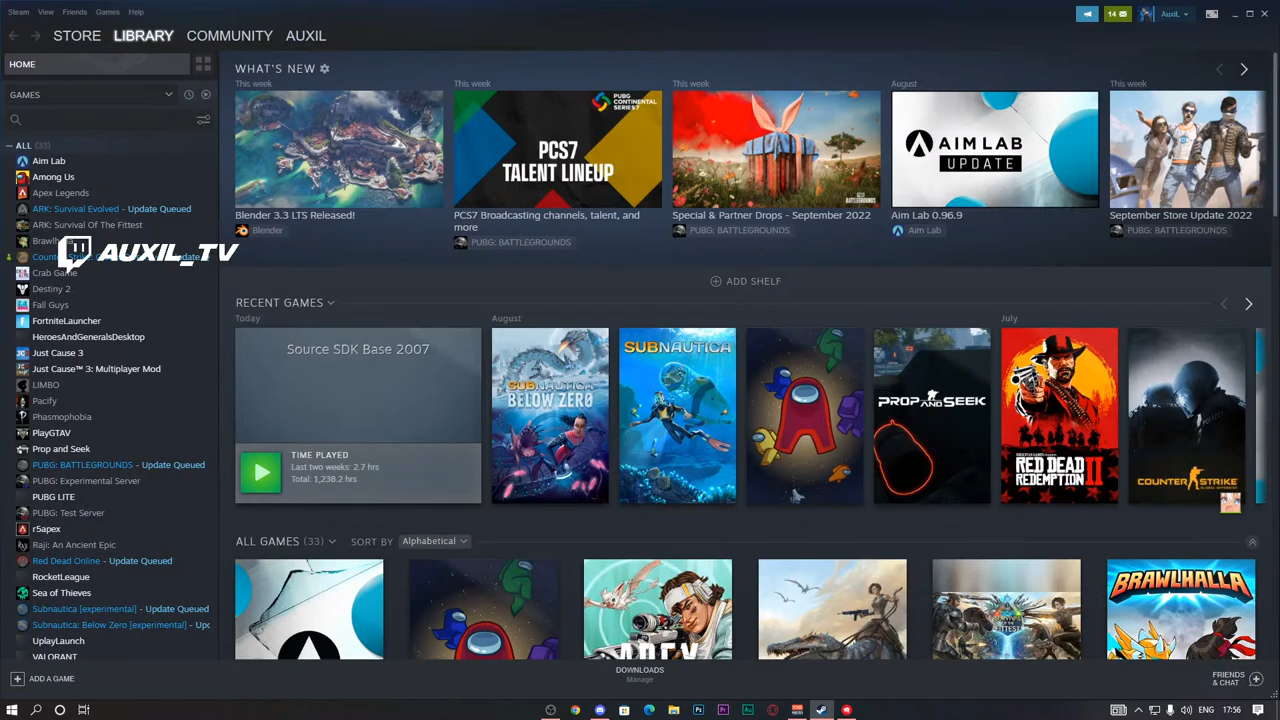 Steam View Friends Games Help
14 AuxiL
STORE LIBRARY COMMUNITY AUXIL
HOME
GAMES
ALL (33)
Aim Lab
Among Us
Apex Legends
ARK: Survival Evolved - Update Queued
ARK: Survival Of The Fittest
Brawlh
AUXIL_TV
Crab Game
Destiny 2
Fall Guys
FortniteLauncher
HeroesAndGeneralsDesktop
Just Cause 3
Just Cause™ 3: Multiplayer Mod
LIMBO
Pacify
Phasmophobia
PlayGTAV
Prop and Seek
PUBG: BATTLEGROUNDS - Update Queued
PUBG: Experimental Server
PUBG LITE
PUBG: Test Server
r5apex
Raji: An Ancient Epic
Red Dead Online - Update Queued
RocketLeague
Sea of Thieves
Subnautica [experimental] - Update Queued
Subnautica: Below Zero [experimental] - Upd
UplayLaunch
VALORANT
ADD A GAME
WHAT'S NEW
This week
Blender 3.3 LTS Released!
Blender
This week
PUBG CONTINENTAL SERIES 7
PCS7
TALENT LINEUP
PCS7 Broadcasting channels, talent, and
more
PUBG: BATTLEGROUNDS
This week
Special & Partner Drops - September 2022
PUBG: BATTLEGROUNDS
August
AIM LAB
UPDATE
Aim Lab 0.96.9
Aim Lab
This week
September Store Update 2022
PUBG: BATTLEGROUNDS
ADD SHELF
RECENT GAMES
Today
Source SDK Base 2007
TIME PLAYED
Last two weeks: 2.7 hrs
Total: 1,238.2 hrs
August
SUBNAUTICA
BELOW ZERO
SUBNAUTICA
PROP AND SEEK
July
RED DEAD
REDEMPTION II
COUNTER STRIKE
ALL GAMES (33) SORT BY Alphabetical
APEX
SURVIVAL
OF THE
FITTEST
BRAWLHALLA
DOWNLOADS
Manage
FRIENDS
& CHAT
ENG 17:56